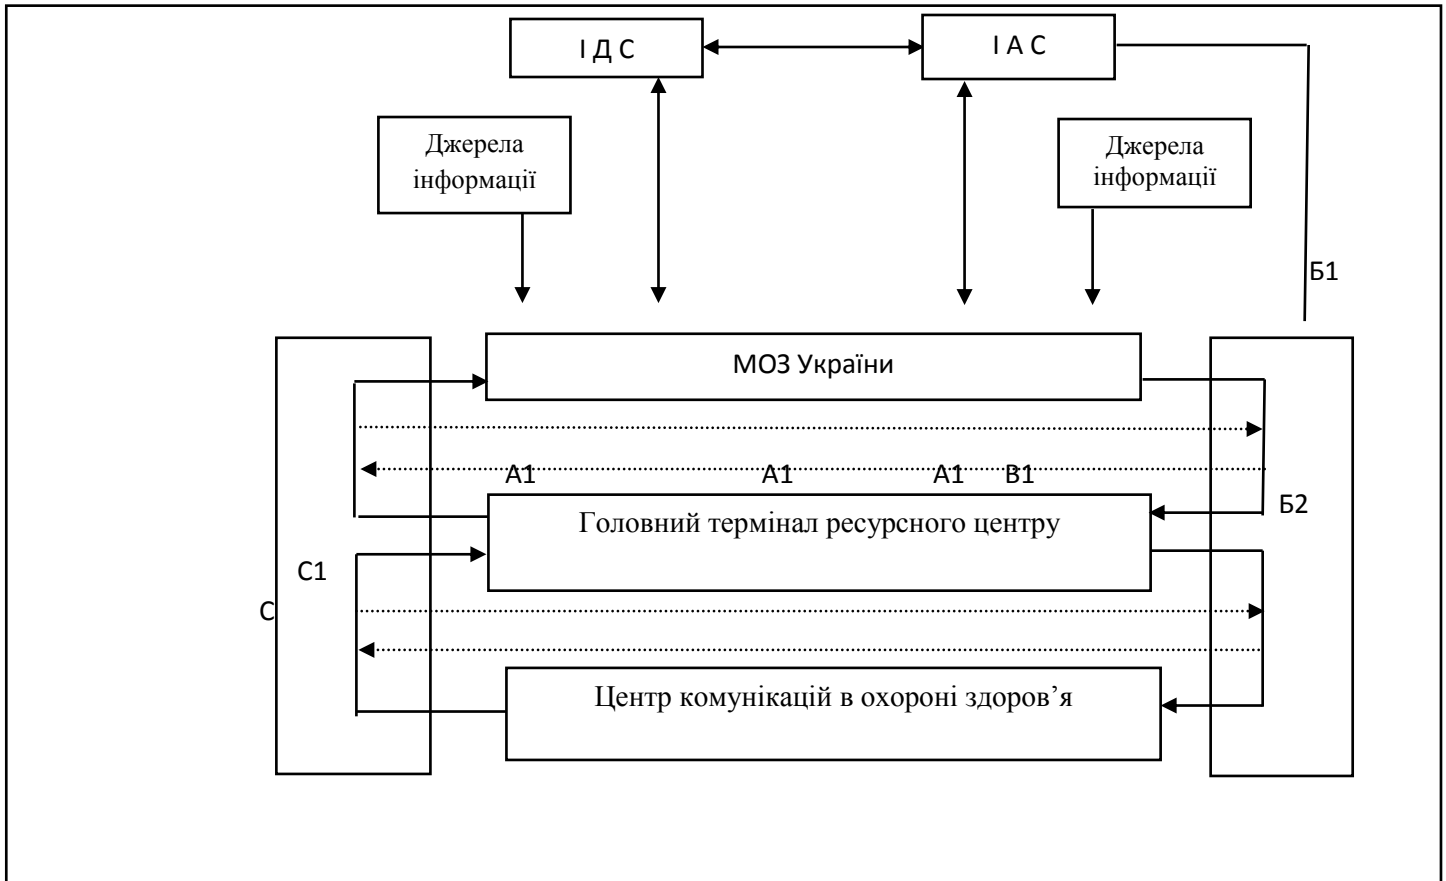 І Д С
І А С
Джерела
інформації
Джерела
інформації
Б1
МОЗ України
А1
А1
А1
В1
Головний термінал ресурсного центру
Б2
С1
С
Центр комунікацій в охороні здоров’я